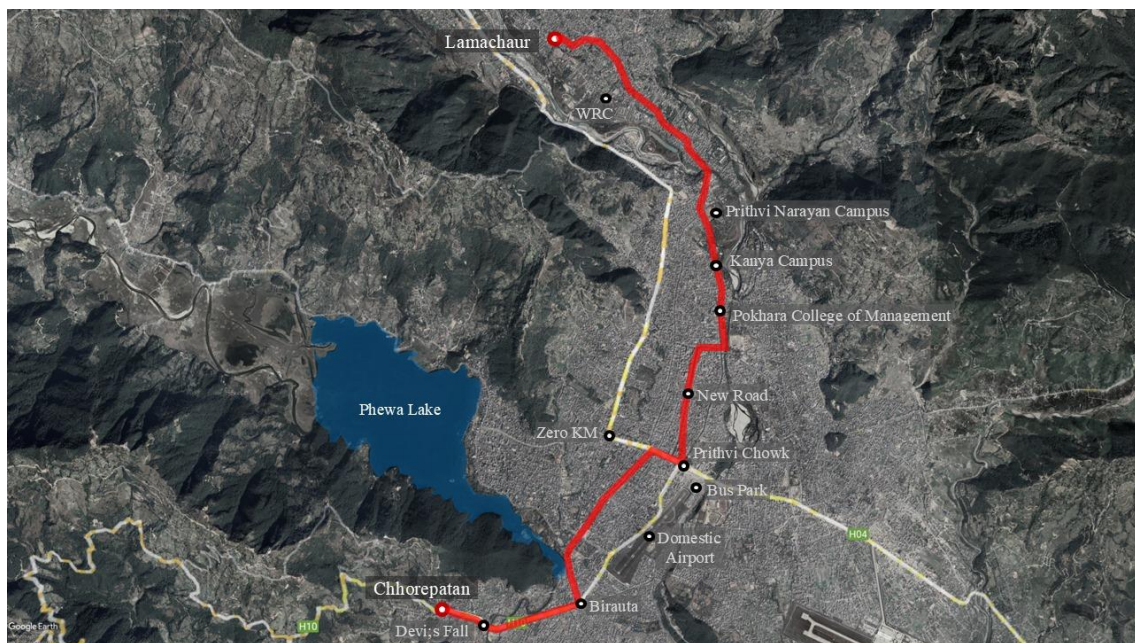 Lamachaur
WRC
Prithvi Narayan Campus
Kanya Campus
Pokhara College of Management
Phewa Lake
New Road
Zero KM
Prithvi Chowk
Bus Park
Domestic
Airport
H04
Chhorepatan
Birauta
H10
Devi;s Fall
Google Earth